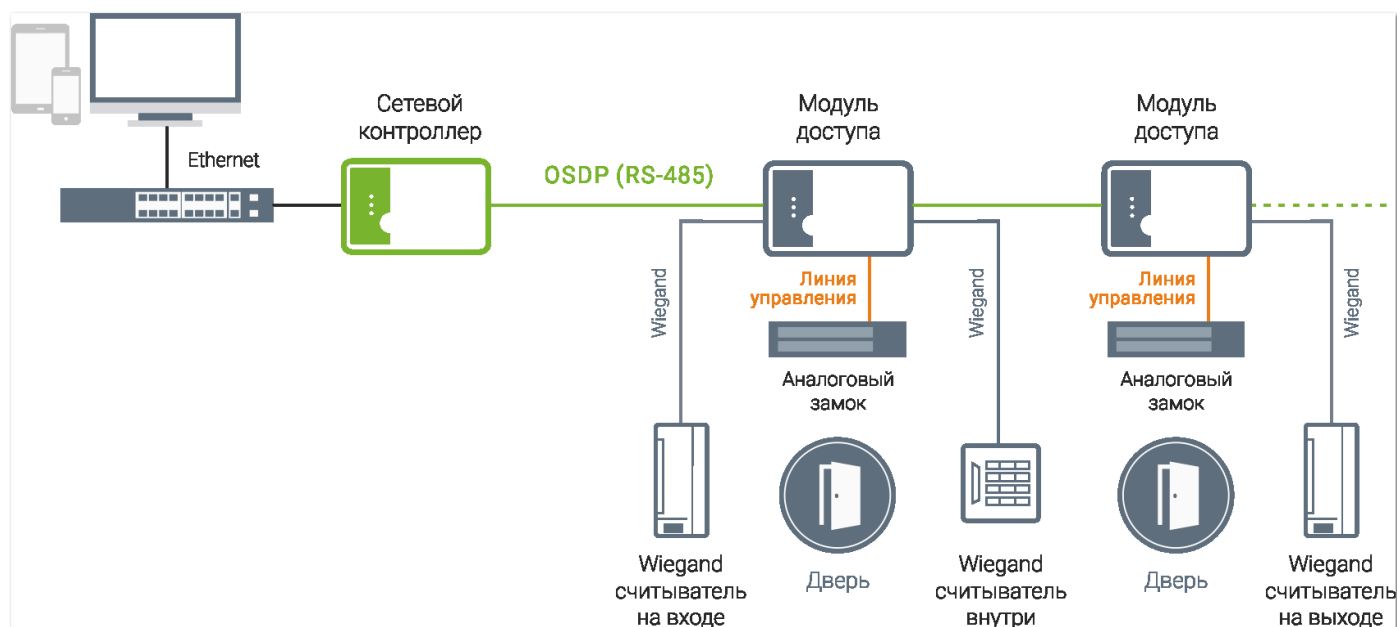 Сетевой
контроллер
Модуль
доступа
Модуль
доступа
Ethernet
OSDP (RS-485)
Wiegand
Линия
управления
Wiegand
Линия
управления
Wiegand
Аналоговый
замок
Аналоговый
замок
Wiegand
считыватель
на входе
Дверь
Wiegand
считыватель
внутри
Дверь
Wiegand
считыватель
на выходе